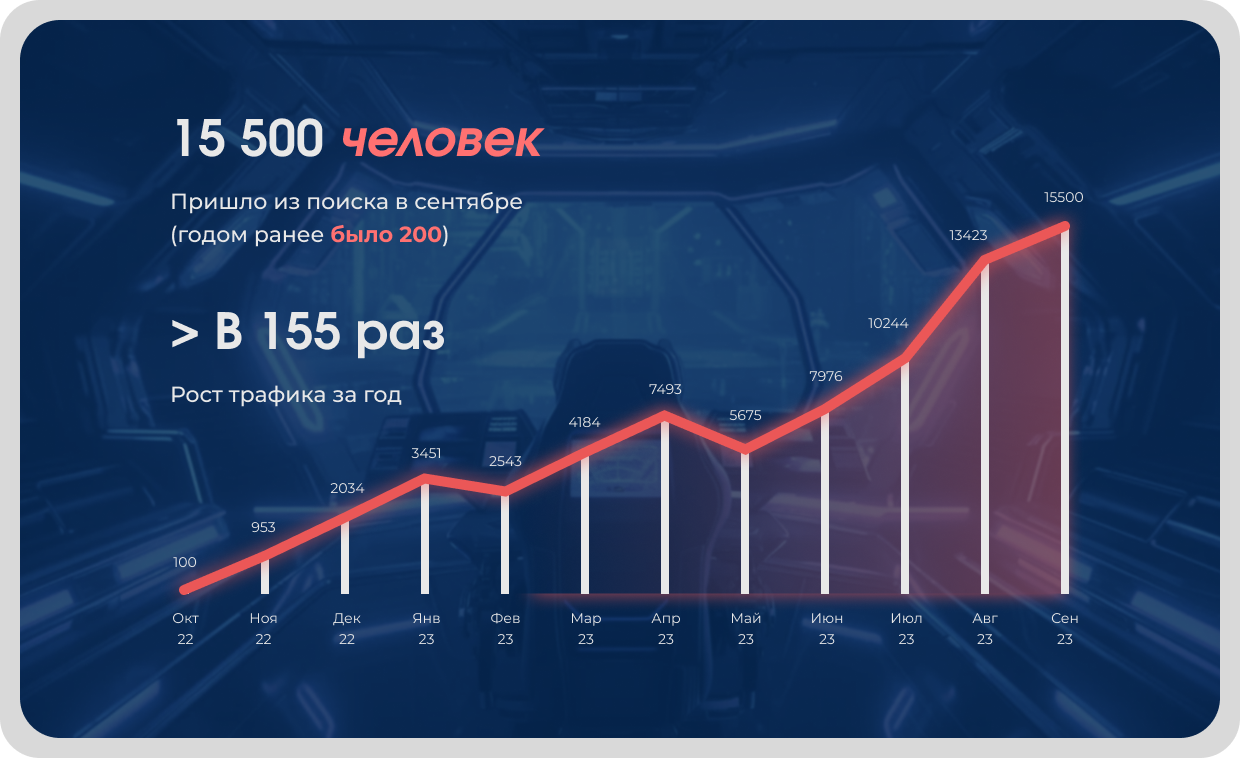 15 500 человек
Пришло из поиска в сентябре
(годом ранее было 200)
> В 155 раз
Рост трафика за год
100
953
2034
3451
2543
4184
7493
5675
7976
10244
13423
15500
Окт Ноя Дек Янв Фев Мар Апр Май Июн Июл Авг Сен
22 22 22 23 23 23 23 23 23 23 23 23